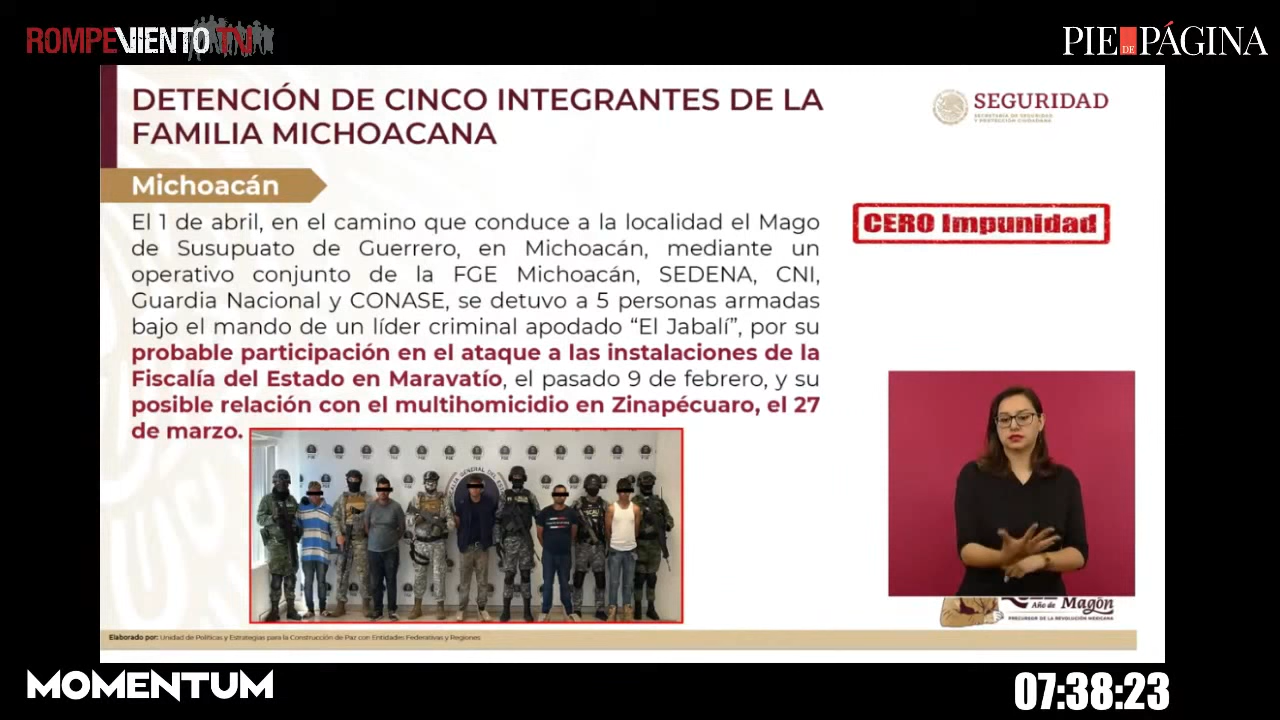 ROMPEVIENTO TV
PIE DE PÁGINA
DETENCIÓN DE CINCO INTEGRANTES DE LA
FAMILIA MICHOACANA
SEGURIDAD
SECRETARÍA DE SEGURIDAD
Y PROTECCIÓN CIUDADANA
Michoacán
CERO Impunidad
El 1 de abril, en el camino que conduce a la localidad el Mago
de Susupuato de Guerrero, en Michoacán, mediante un
operativo conjunto de la FGE Michoacán, SEDENA, CNI,
Guardia Nacional y CONASE, se detuvo a 5 personas armadas
bajo el mando de un líder criminal apodado “El Jabalí”, por su
probable participación en el ataque a las instalaciones de la
Fiscalía del Estado en Maravatío, el pasado 9 de febrero, y su
posible relación con el multihomicidio en Zinapécuaro, el 27
de marzo.
Año de Magón
PRECURSOR DE LA REVOLUCIÓN MEXICANA
Elaborado por: Unidad de Políticas y Estrategias para la Construcción de Paz con Entidades Federativas y Regiones
MOMENTUM
07:38:23